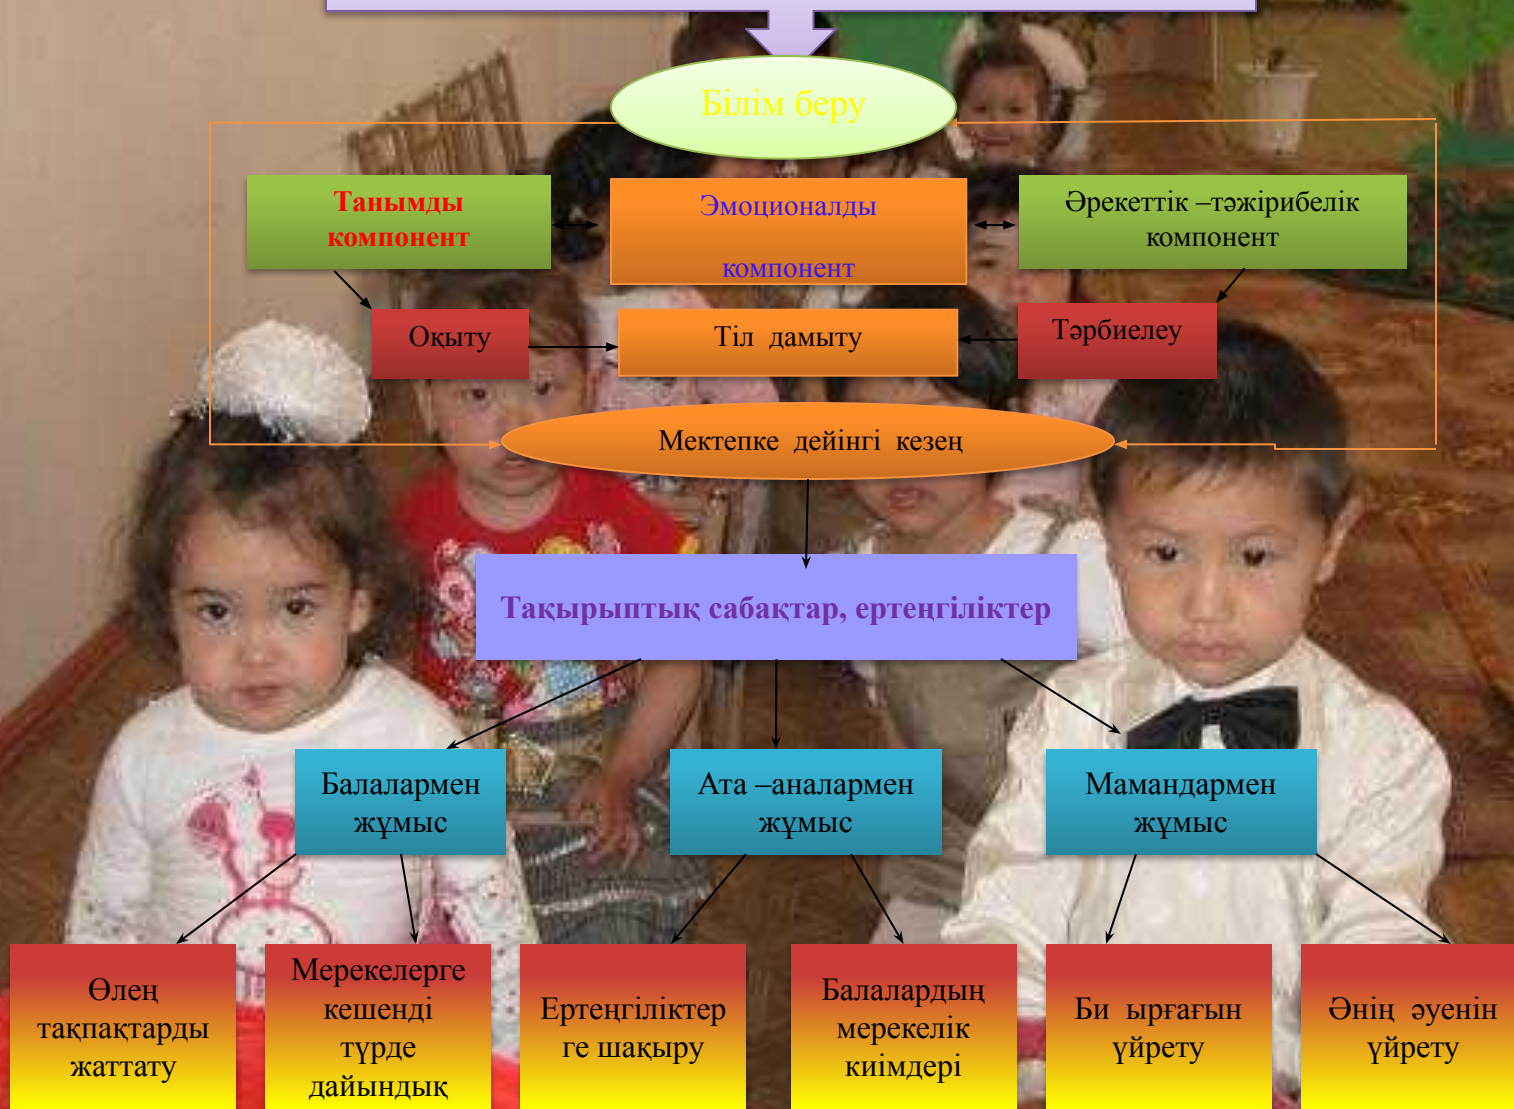 Білім беру
Танымды
компонент
Эмоционалды
компонент
Әрекеттік –тәжірибелік
компонент
Оқыту
Тіл дамыту
Тәрбиелеу
Мектепке дейінгі кезең
Тақырыптық сабақтар, ертеңгіліктер
Балалармен
жұмыс
Ата –аналармен
жұмыс
Мамандармен
жұмыс
Өлең
тақпақтарды
жаттату
Мерекелерге
кешенді
түрде
дайындық
Ертеңгіліктер
ге шақыру
Балалардың
мерекелік
киімдері
Би ырғағын
үйрету
Әнің әуенін
үйрету